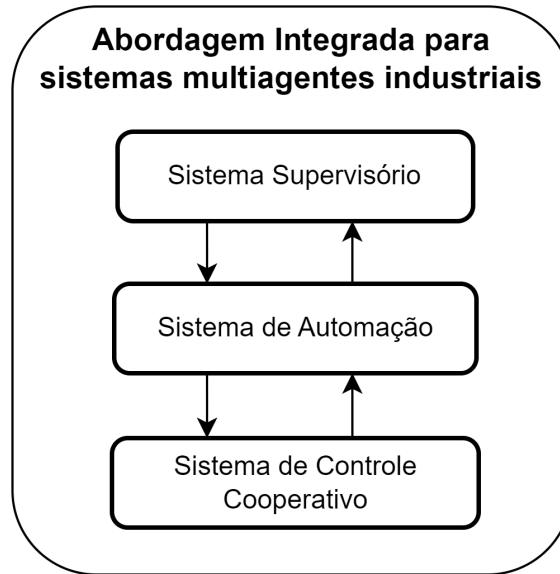 Abordagem Integrada para
sistemas multiagentes industriais
Sistema Supervisório
Sistema de Automação
Sistema de Controle
Cooperativo